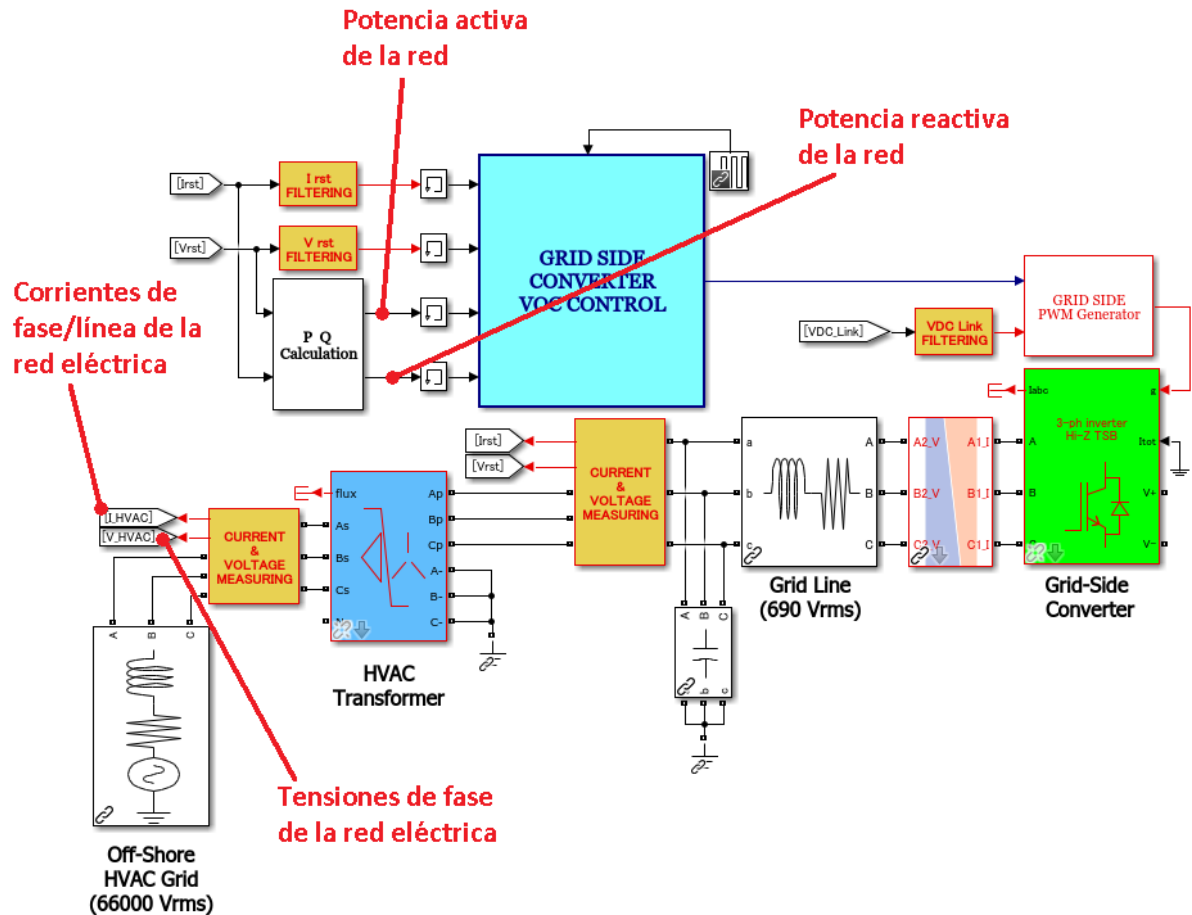 Potencia activa
de la red
Potencia reactiva
de la red
[Irst]
I rst
FILTERING
[Vrst]
V rst
FILTERING
GRID SIDE
CONVERTER
VOC CONTROL
Corrientes de
fase/línea de la
red eléctrica
P Q
Calculation
[VDC_Link]
VDC Link
FILTERING
GRID SIDE
PWM Generator
[Irst]
[Vrst]
CURRENT
&
VOLTAGE
MEASURING
a
b
c
A
B
C
Grid Line
(690 Vrms)
A2_V
B2_V
C2_V
A1_I
B1_I
C1_I
Iabc
g
3-ph inverter
Hi-Z TSB
Itot
A
B
V+
V-
Grid-Side
Converter
[I_HVAC]
[V_HVAC]
CURRENT
&
VOLTAGE
MEASURING
flux
As
Bs
Cs
Ap
Bp
Cp
A-
B-
C-
HVAC
Transformer
A
B
C
b
c
A
B
C
Tensiones de fase
de la red eléctrica
Off-Shore
HVAC Grid
(66000 Vrms)